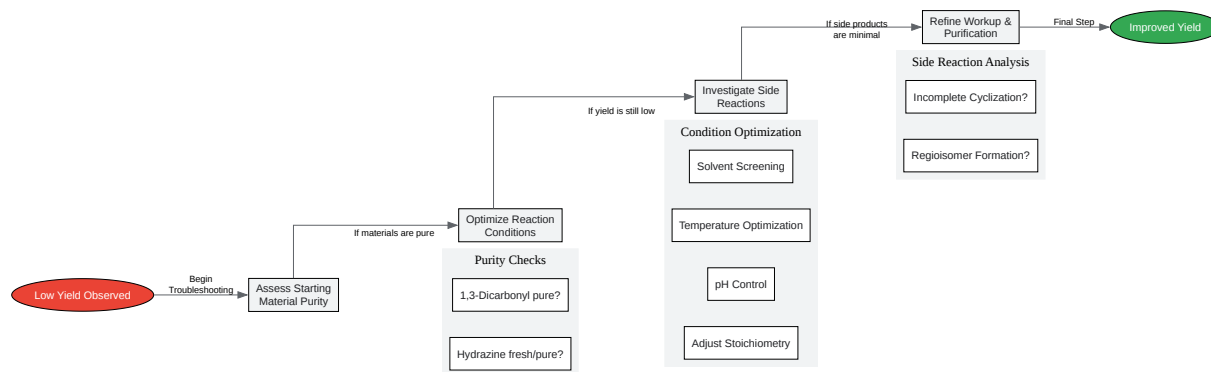 Low Yield Observed
Begin
Troubleshooting
Assess Starting
Material Purity
If materials are pure
Optimize Reaction
Conditions
Purity Checks
1,3-Dicarbonyl pure?
Hydrazine fresh/pure?
If yield is still low
Investigate Side
Reactions
Condition Optimization
Solvent Screening
Temperature Optimization
pH Control
Adjust Stoichiometry
If side products
are minimal
Refine Workup &
Purification
Side Reaction Analysis
Incomplete Cyclization?
Regioisomer Formation?
Final Step
Improved Yield